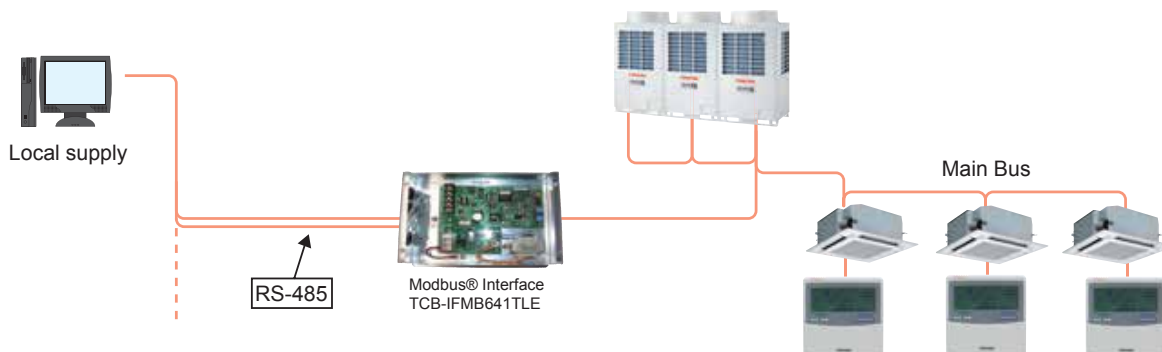 Local supply
Main Bus
RS-485
Modbus® Interface
TCB-IFMB641TLE